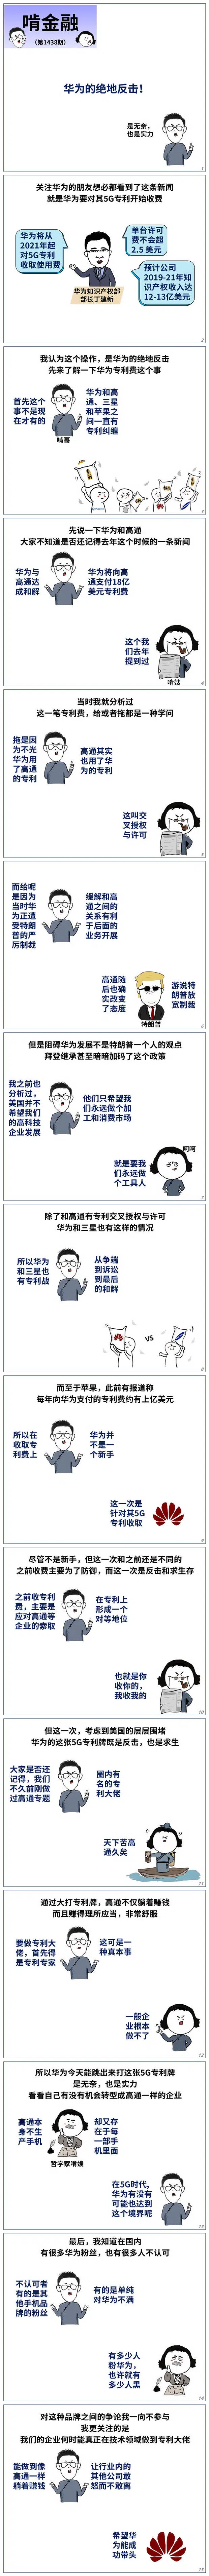 啃金融
（第1438期）
华为的绝地反击！
是无奈，
也是实力
1
关注华为的朋友想必都看到了这条新闻
就是华为要对其5G专利开始收费
华为将从
2021年起
对5G专利
收取使用费
单台许可
费不会超
2.5 美元
预计公司
2019-21年知
识产权收入达
12-13亿美元
华为知识产权部
部长丁建新
2
我认为这个操作，是华为的绝地反击
先来了解一下华为专利费这个事
首先这个
事不是现
在才有的
华为和高
通、三星
和苹果之
间一直有
专利纠缠
啃哥
3
先说一下华为和高通
大家不知道是否还记得去年这个时候的一条新闻
华为与
高通达
成和解
华为将向高
通支付18亿
美元专利费
这个我
们去年
提到过
啃嫂
4
当时我就分析过
这一笔专利费，给或者拖都是一种学问
拖是因
为不光
华为用
了高通
的专利
高通其实
也用了华
为的专利
这叫交
叉授权
与许可
5
而给呢
是因为
当时华
为正遭
受特朗
普的严
厉制裁
缓解和高
通之间的
关系有利
于后面的
业务开展
高通随
后也确
实改变
了态度
游说特
朗普放
宽制裁
特朗普
6
但是阻碍华为发展不是特朗普一个人的观点
拜登继承甚至暗暗加码了这个政策
我之前也
分析过，
美国并不
希望我们
的高科技
企业发展
他们只希望我
们永远做个加
工和消费市场
呵呵
就是要我
们永远做
个工具人
7
除了和高通有专利交叉授权与许可
华为和三星也有这样的情况
所以华为
和三星也
有专利战
从争端
到诉讼
到最后
的和解
VS
8
而至于苹果，此前有报道称
每年向华为支付的专利费约有上亿美元
所以在
收取专
利费上
华为并
不是一
个新手
这一次是
针对其5G
专利收取
9
尽管不是新手，但这一次和之前还是不同的
之前收费主要为了防御，而这一次是反击和求生存
之前收专利
费，主要是
应对高通等
企业的索取
在专利上
形成一个
对等地位
也就是你
收你的，
我收我的
10
但这一次，考虑到美国的层层围堵
华为的这张5G专利牌既是反击，也是求生
大家是否还
记得，我们
不久前刚做
过高通专题
圈内有
名的专
利大佬
天下苦高
通久矣
11
通过大打专利牌，高通不仅躺着赚钱
而且赚得理所应当，非常舒服
要做专利大
佬，首先得
是专利专家
这可是一
种真本事
一般企
业根本
做不了
12
所以华为今天能跳出来打这张5G专利牌
是无奈，也是实力
看看自己有没有机会转型成高通一样的企业
高通本
身不生
产手机
却又存
在于每
一部手
机里面
哲学家啃嫂
在5G时代，
华为有没有
可能也达到
这个境界呢
13
最后，我知道在国内
有很多华为粉丝，也有很多人不认可
不认可者
有的是其
他手机品
牌的粉丝
有的是单纯
对华为不满
有多少人
粉华为，
也许就有
多少人黑
14
对这种品牌之间的争论我一向不参与
我更关注的是
我们的企业何时能真正在技术领域做到专利大佬
能做到像
高通一样
躺着赚钱
让行业内的
其他公司敢
怒而不敢离
希望华
为能成
功带头
15